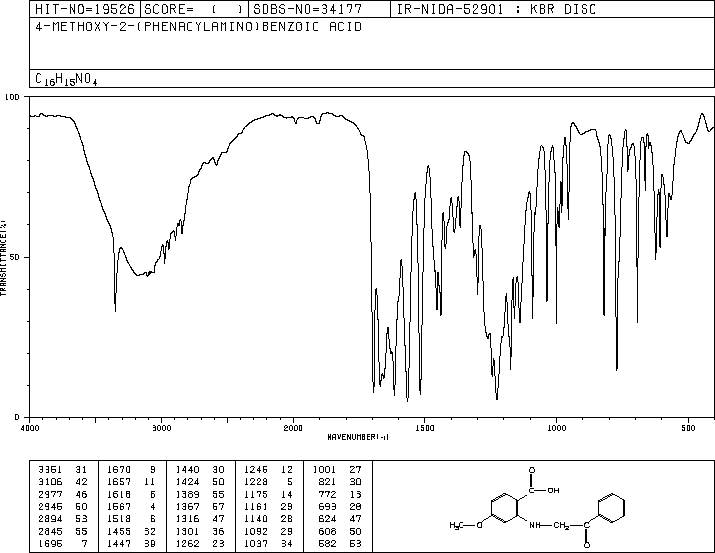 HIT-NO=19526 SCORE= ( ) SDBS-NO=34177 IR-NIDA-52901 : KBR DISC
4-METHOXY-2-(PHENACYLAMINO)BENZOIC ACID
C16H15NO4
100
50
0
TRANSMITTANCE(%)
4000 3000 2000 1500 1000 500
WAVENUMBER(-1)
3351 31 1670 9 1440 30 1246 12 1001 27
3106 42 1657 11 1424 50 1228 5 821 30
2977 46 1618 6 1389 55 1175 14 772 13
2945 50 1567 4 1367 57 1161 29 693 28
2894 53 1518 6 1316 47 1140 28 624 47
2845 55 1455 32 1301 36 1092 29 608 50
1695 7 1447 39 1262 23 1037 34 582 53
O
C OH
H3C O NH CH2 C
O